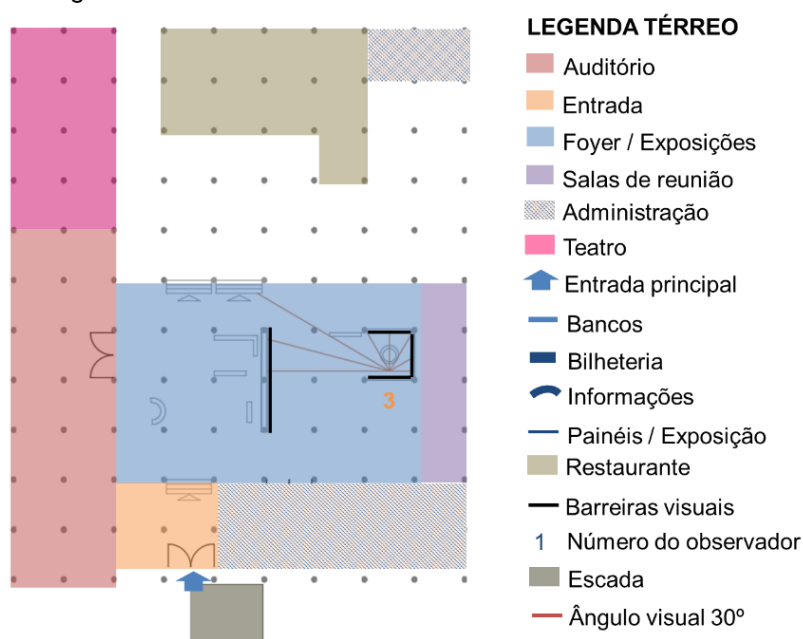 LEGENDA TÉRREO
Auditório
Entrada
Foyer / Exposições
Salas de reunião
Administração
Teatro
Entrada principal
Bancos
Bilheteria
Informações
Painéis / Exposição
Restaurante
Barreiras visuais
1 Número do observador
Escada
Ângulo visual 30º
3